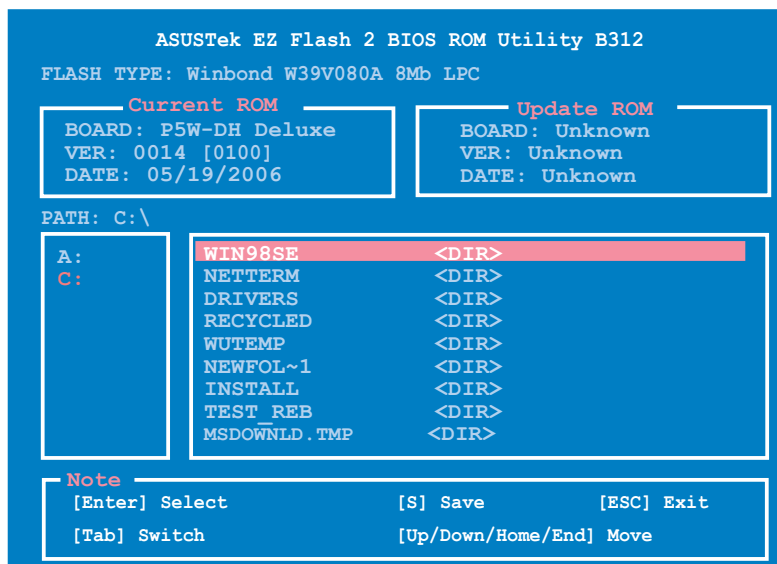 ASUSTek EZ Flash 2 BIOS ROM Utility B312
FLASH TYPE: Winbond W39V080A 8Mb LPC
Current ROM
BOARD: P5W-DH Deluxe
VER: 0014 [0100]
DATE: 05/19/2006
Update ROM
BOARD: Unknown
VER: Unknown
DATE: Unknown
PATH: C:\
A:
C:
WIN98SE <DIR>
NETTERM <DIR>
DRIVERS <DIR>
RECYCLED <DIR>
WUTEMP <DIR>
NEWFOL~1 <DIR>
INSTALL <DIR>
TEST_REB <DIR>
MSDOWNLD.TMP <DIR>
Note
[Enter] Select [S] Save [ESC] Exit
[Tab] Switch [Up/Down/Home/End] Move